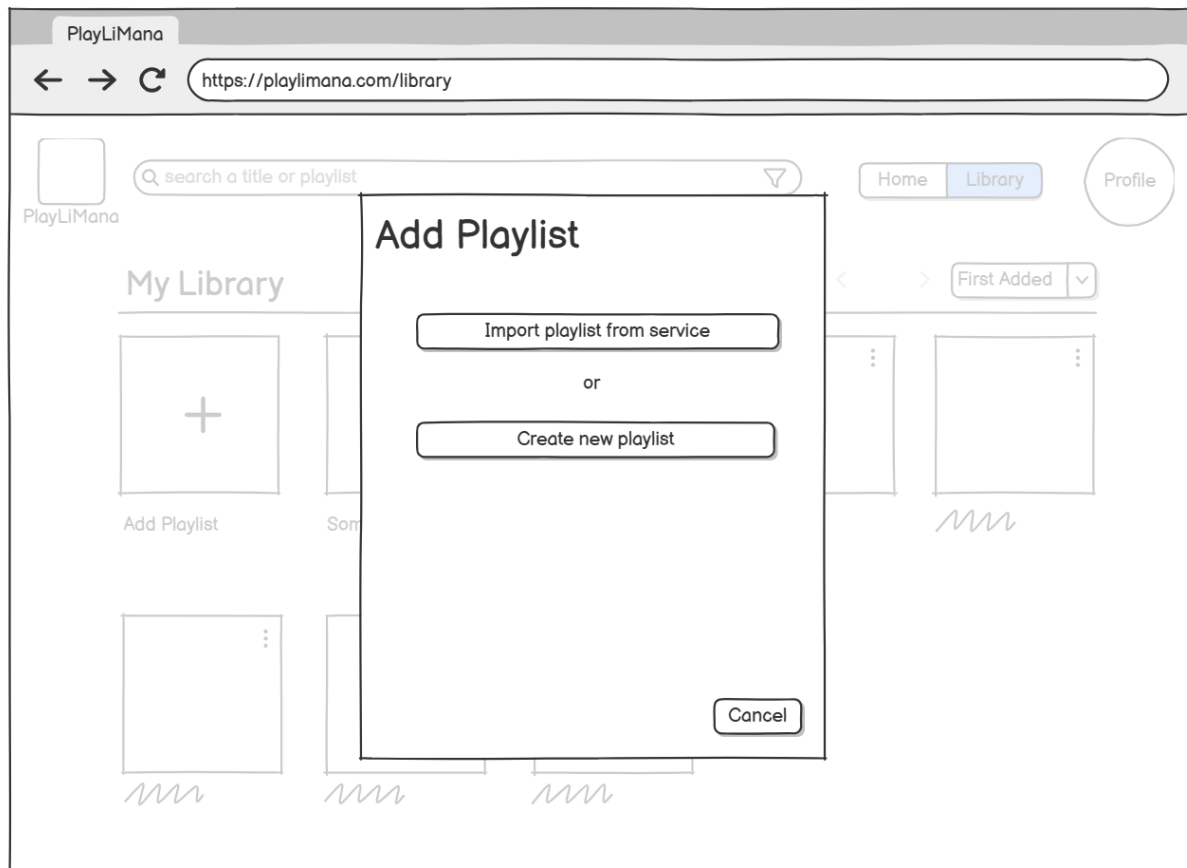 PlayLiMana
https://playlimana.com/library
search a title or playlist
Home
Library
Profile
PlayLiMana
Add Playlist
My Library
First Added
Import playlist from service
or
Create new playlist
Add Playlist
Som
Cancel